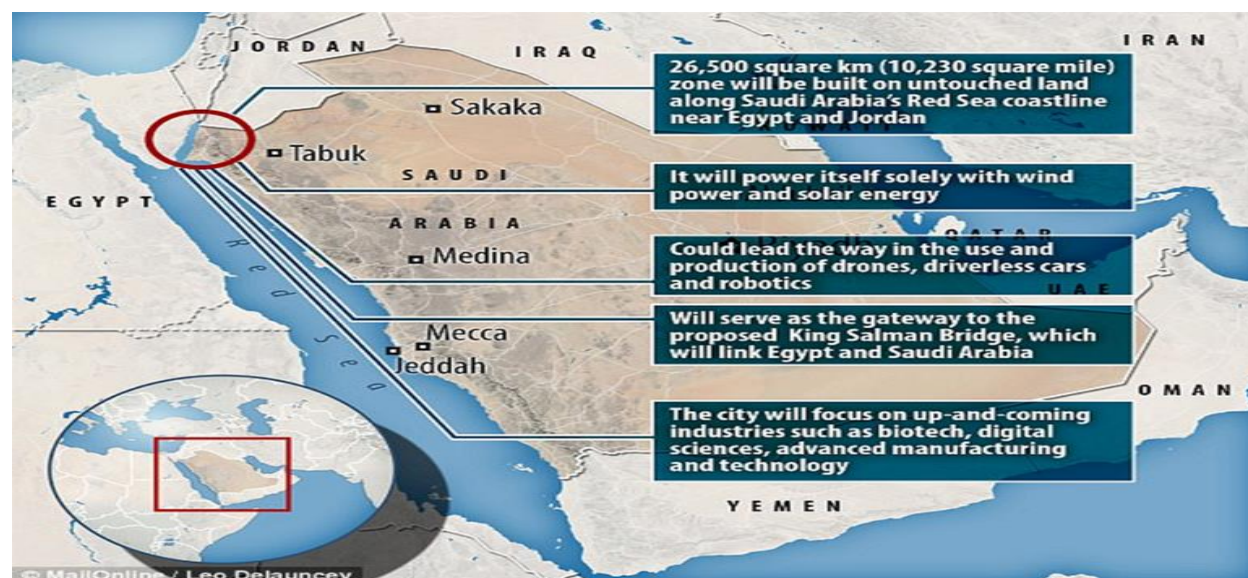 JORDAN
IRAQ
IRAN
26,500 square km (10,230 square mile)
zone will be built on untouched land
along Saudi Arabia's Red Sea coastline
near Egypt and Jordan
Sakaka
Tabuk
SAUDI
It will power itself solely with wind
power and solar energy
EGYPT
ARABIA
QATAR
Medina
Could lead the way in the use and
production of drones, driverless cars
and robotics
UAE
Red Sea
Will serve as the gateway to the
proposed King Salman Bridge, which
will link Egypt and Saudi Arabia
Mecca
Jeddah
OMAN
The city will focus on up-and-coming
industries such as biotech, digital
sciences, advanced manufacturing
and technology
YEMEN
© MailOnline / Leo Delauncey